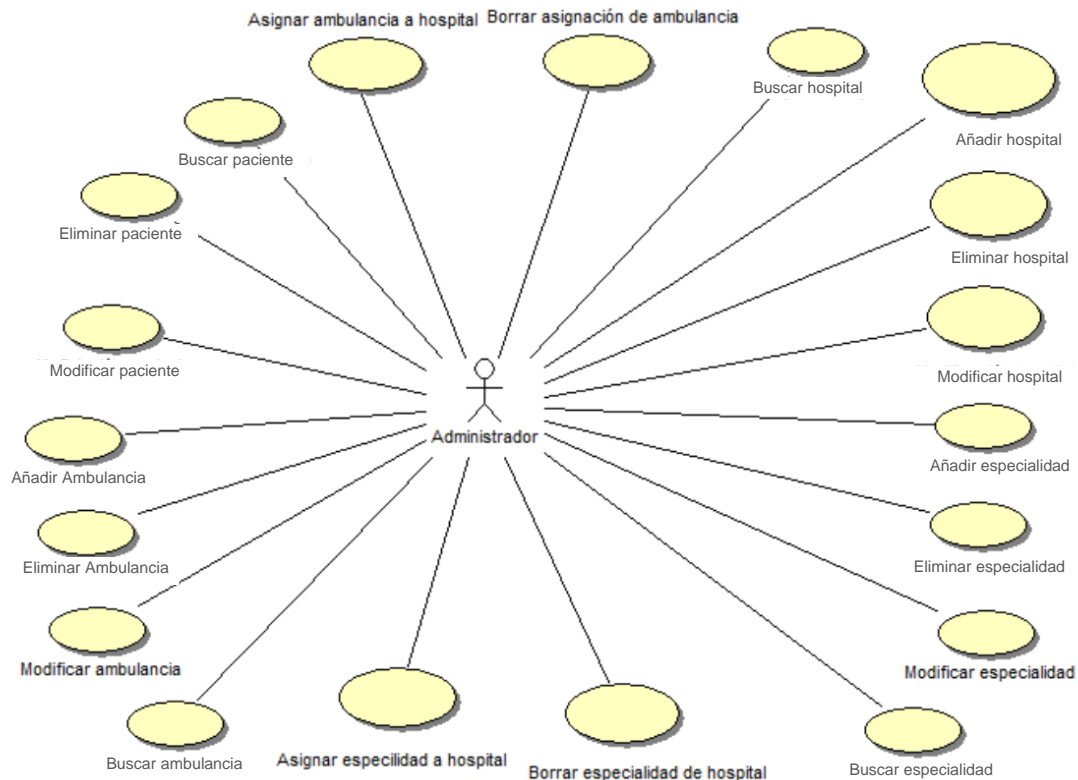 Asignar ambulancia a hospital
Borrar asignación de ambulancia
Buscar hospital
Añadir hospital
Buscar paciente
Eliminar paciente
Eliminar hospital
Modificar paciente
Modificar hospital
Administrador
Añadir Ambulancia
Añadir especialidad
Eliminar Ambulancia
Eliminar especialidad
Modificar ambulancia
Modificar especialidad
Buscar ambulancia
Asignar especilidad a hospital
Borrar especialidad de hospital
Buscar especialidad